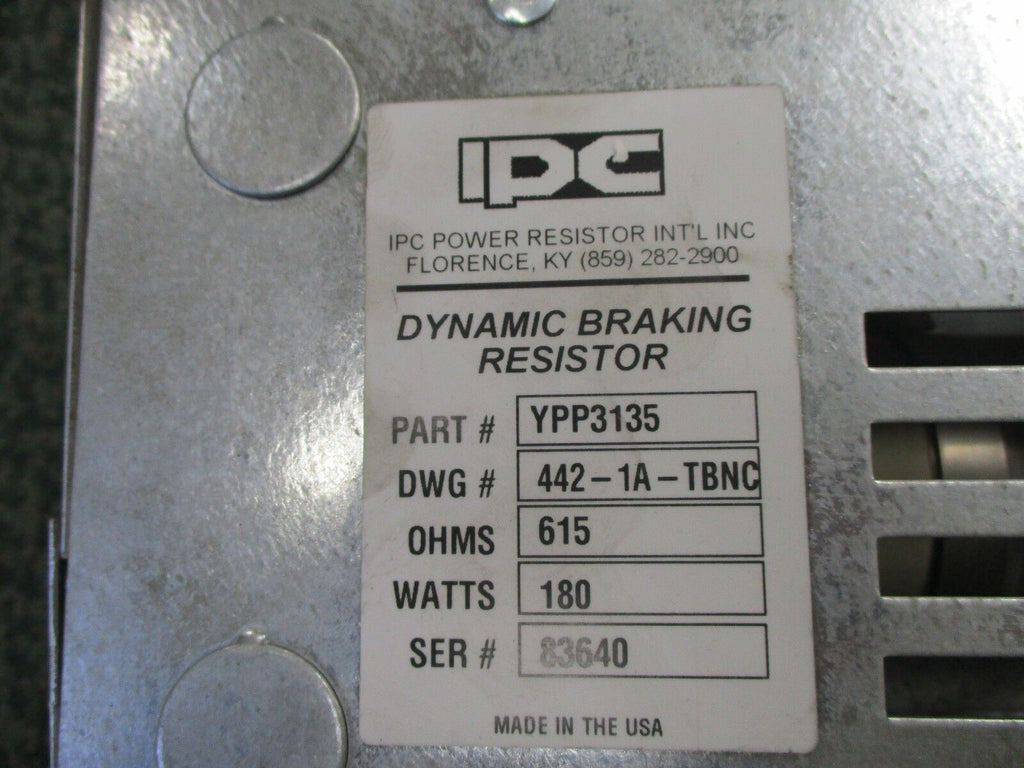 IPC
IPC POWER RESISTOR INT'L INC
FLORENCE, KY (859) 282-2900
DYNAMIC BRAKING
RESISTOR
PART # YPP3135
DWG # 442-1A-TBNC
OHMS 615
WATTS 180
SER # 83640
MADE IN THE USA